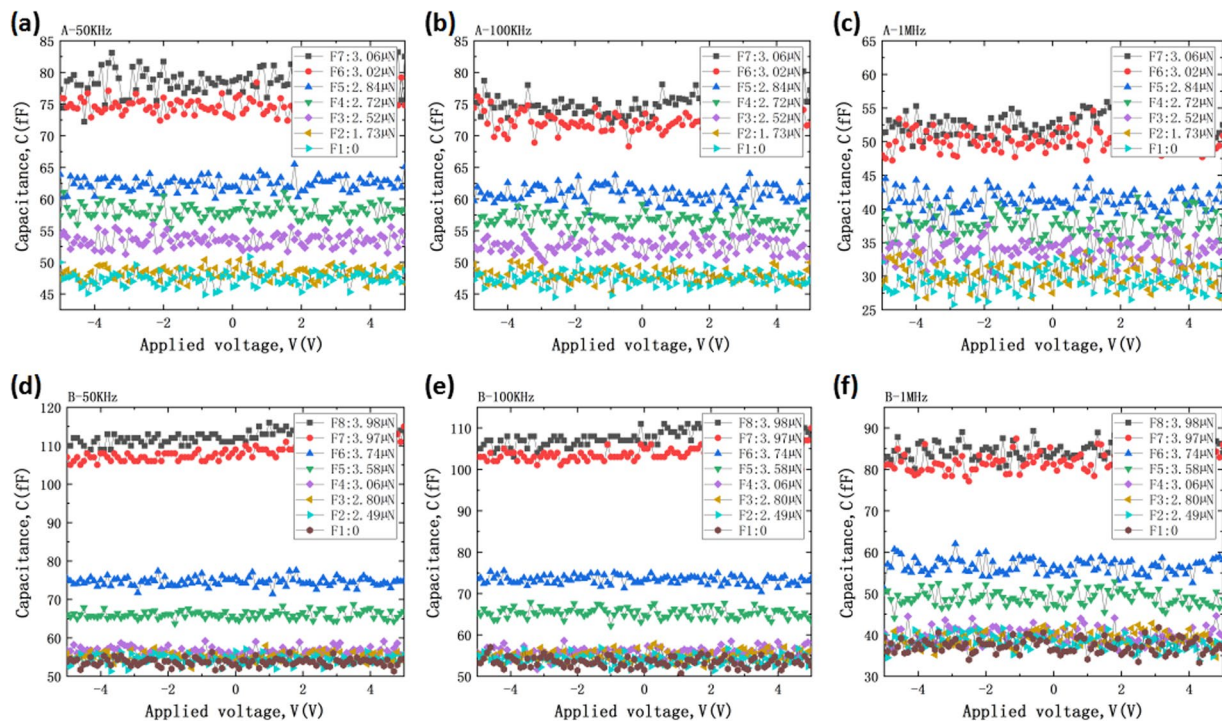 (a)
A-50KHz
85
80
75
70
65
60
55
50
45
Capacitance, C(fF)
F7:3.06μN
F6:3.02μN
F5:2.84μN
F4:2.72μN
F3:2.52μN
F2:1.73μN
F1:0
-4 -2 0 2 4
Applied voltage, V(V)
(b)
A-100KHz
85
80
75
70
65
60
55
50
45
Capacitance, C(fF)
F7:3.06μN
F6:3.02μN
F5:2.84μN
F4:2.72μN
F3:2.52μN
F2:1.73μN
F1:0
-4 -2 0 2 4
Applied voltage, V(V)
(c)
A-1MHz
65
60
55
50
45
40
35
30
25
Capacitance, C(fF)
F7:3.06μN
F6:3.02μN
F5:2.84μN
F4:2.72μN
F3:2.52μN
F2:1.73μN
F1:0
-4 -2 0 2 4
Applied voltage, V(V)
(d)
B-50KHz
120
110
100
90
80
70
60
50
Capacitance, C(fF)
F8:3.98μN
F7:3.97μN
F6:3.74μN
F5:3.58μN
F4:3.06μN
F3:2.80μN
F2:2.49μN
F1:0
-4 -2 0 2 4
Applied voltage, V(V)
(e)
B-100KHz
110
100
90
80
70
60
50
Capacitance, C(fF)
F8:3.98μN
F7:3.97μN
F6:3.74μN
F5:3.58μN
F4:3.06μN
F3:2.80μN
F2:2.49μN
F1:0
-4 -2 0 2 4
Applied voltage, V(V)
(f)
B-1MHz
90
80
70
60
50
40
30
Capacitance, C(fF)
F8:3.98μN
F7:3.97μN
F6:3.74μN
F5:3.58μN
F4:3.06μN
F3:2.80μN
F2:2.49μN
F1:0
-4 -2 0 2 4
Applied voltage, V(V)